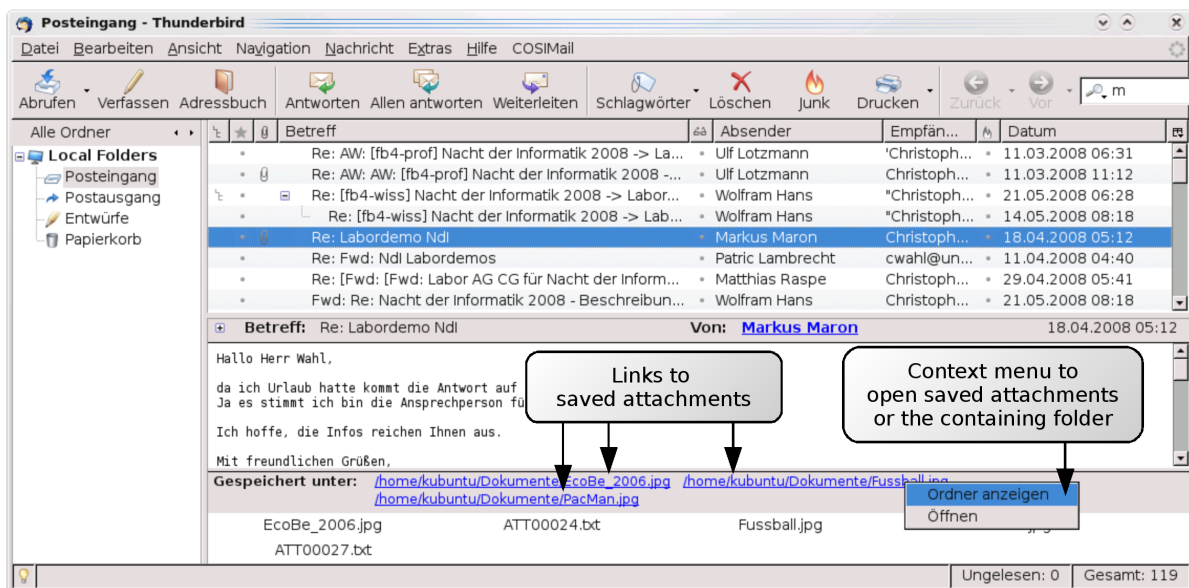 Posteingang - Thunderbird
Datei Bearbeiten Ansicht Navigation Nachricht Extras Hilfe COSIMail
Abrufen Verfassen Adressbuch Antworten Allen antworten Weiterleiten Schlagwörter Löschen Junk Drucken Zurück Vor m
Alle Ordner Betreff Absender Empfän... Datum
Local Folders
Posteingang
Postausgang
Entwürfe
Papierkorb
Re: AW: [fb4-prof] Nacht der Informatik 2008 -> La... Ulf Lotzmann 'Christoph... 11.03.2008 06:31
Re: AW: AW: [fb4-prof] Nacht der Informatik 2008 -... Ulf Lotzmann Christoph... 11.03.2008 11:12
Re: [fb4-wiss] Nacht der Informatik 2008 -> Labor... Wolfram Hans "Christoph... 21.05.2008 06:28
Re: [fb4-wiss] Nacht der Informatik 2008 -> Lab... Wolfram Hans "Christoph... 14.05.2008 08:18
Re: Labordemo NdI Markus Maron Christoph... 18.04.2008 05:12
Re: Fwd: NdI Labordemos Patric Lambrecht cwahl@un... 11.04.2008 04:40
Re: [Fwd: [Fwd: Labor AG CG für Nacht der Inform... Matthias Raspe Christoph... 29.04.2008 05:41
Fwd: Re: Nacht der Informatik 2008 - Beschreibun... Wolfram Hans Christoph... 21.05.2008 08:18
Betreff: Re: Labordemo NdI Von: Markus Maron 18.04.2008 05:12
Hallo Herr Wahl,
da ich Urlaub hatte kommt die Antwort auf
Ja es stimmt ich bin die Ansprechperson fü
Ich hoffe, die Infos reichen Ihnen aus.
Mit freundlichen Grüßen,
Links to
saved attachments
Context menu to
open saved attachments
or the containing folder
Gespeichert unter: /home/kubuntu/Dokumente/EcoBe_2006.jpg /home/kubuntu/Dokumente/Fussball.jpg
/home/kubuntu/Dokumente/PacMan.jpg
Ordner anzeigen
Öffnen
EcoBe_2006.jpg ATT00024.txt Fussball.jpg
ATT00027.txt
Ungelesen: 0 Gesamt: 119